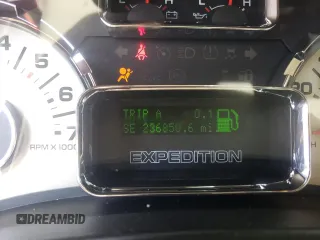 H
H
TRIP A 0.1
SE 236850.6 mi
4
5
6
7
RPM X 1000
EXPEDITION
DREAMBID